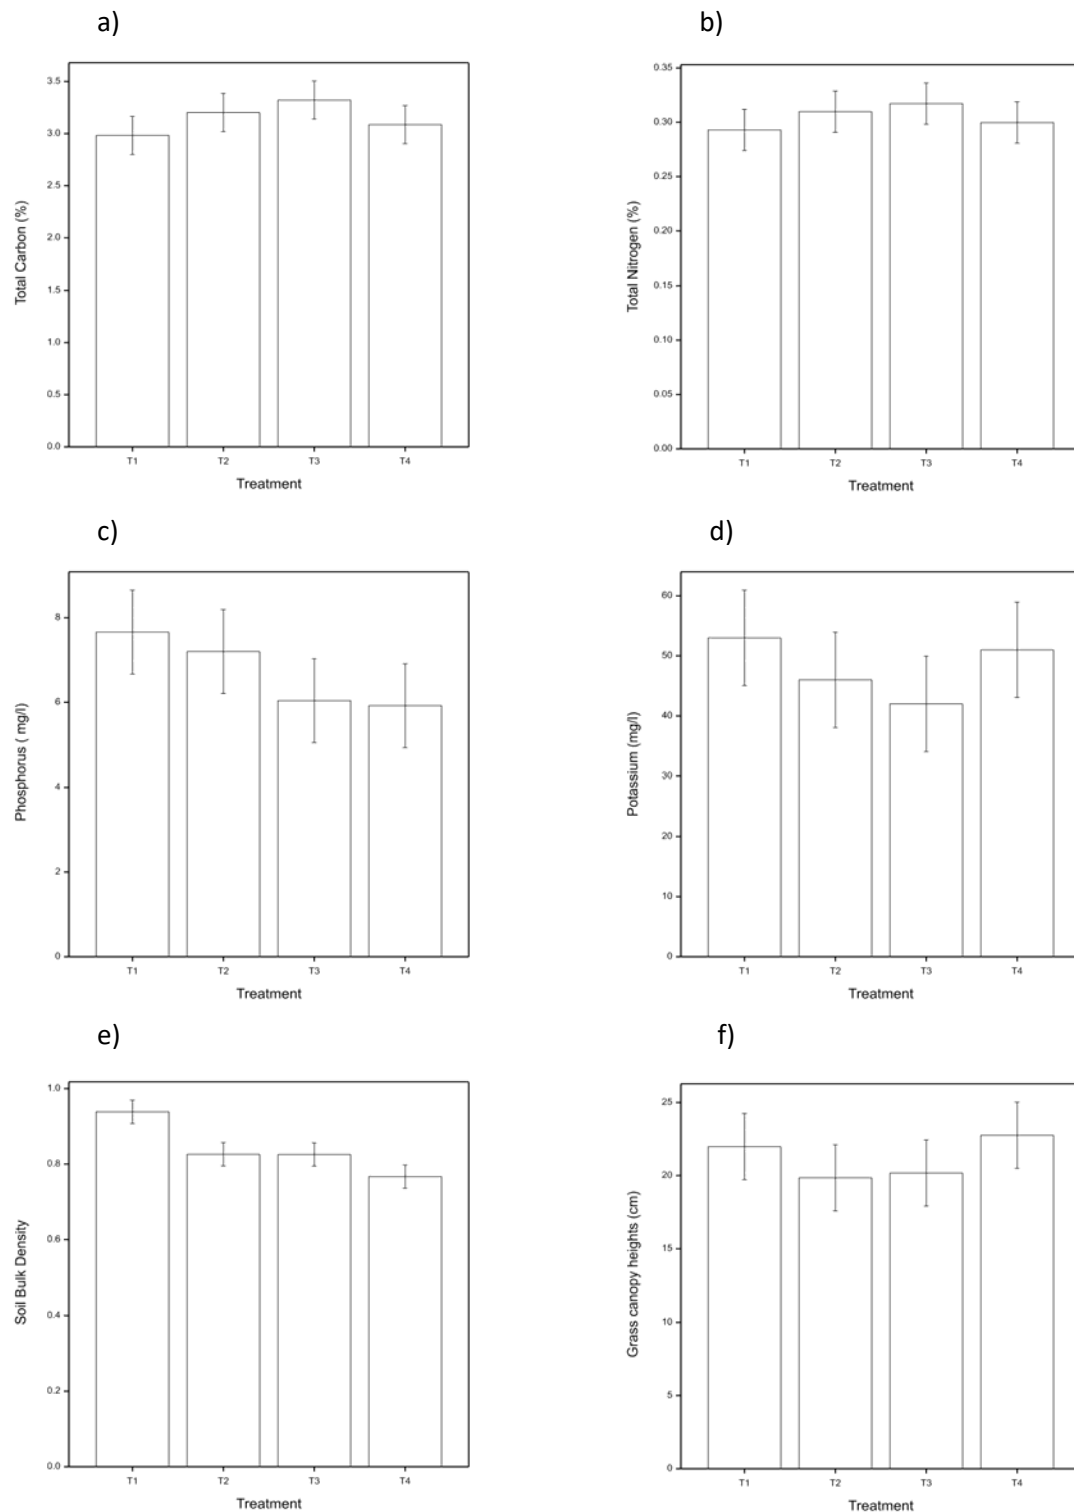 a)
Total Carbon (%)
3.5
3.0
2.5
2.0
1.5
1.0
0.5
0.0
T1 T2 T3 T4
Treatment
b)
Total Nitrogen (%)
0.35
0.30
0.25
0.20
0.15
0.10
0.05
0.00
T1 T2 T3 T4
Treatment
c)
Phosphorus ( mg/l)
8
6
4
2
0
T1 T2 T3 T4
Treatment
d)
Potassium (mg/l)
60
50
40
30
20
10
0
T1 T2 T3 T4
Treatment
e)
Soil Bulk Density
1.0
0.8
0.6
0.4
0.2
0.0
T1 T2 T3 T4
Treatment
f)
Grass canopy heights (cm)
25
20
15
10
5
0
T1 T2 T3 T4
Treatment